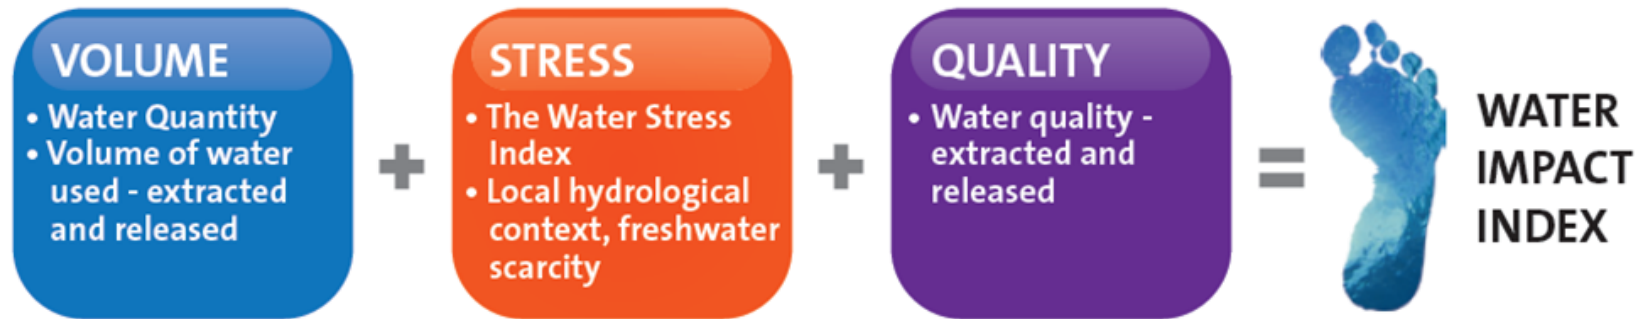 VOLUME
• Water Quantity
• Volume of water
used - extracted
and released
+
STRESS
• The Water Stress
Index
• Local hydrological
context, freshwater
scarcity
+
QUALITY
• Water quality -
extracted and
released
=
WATER
IMPACT
INDEX